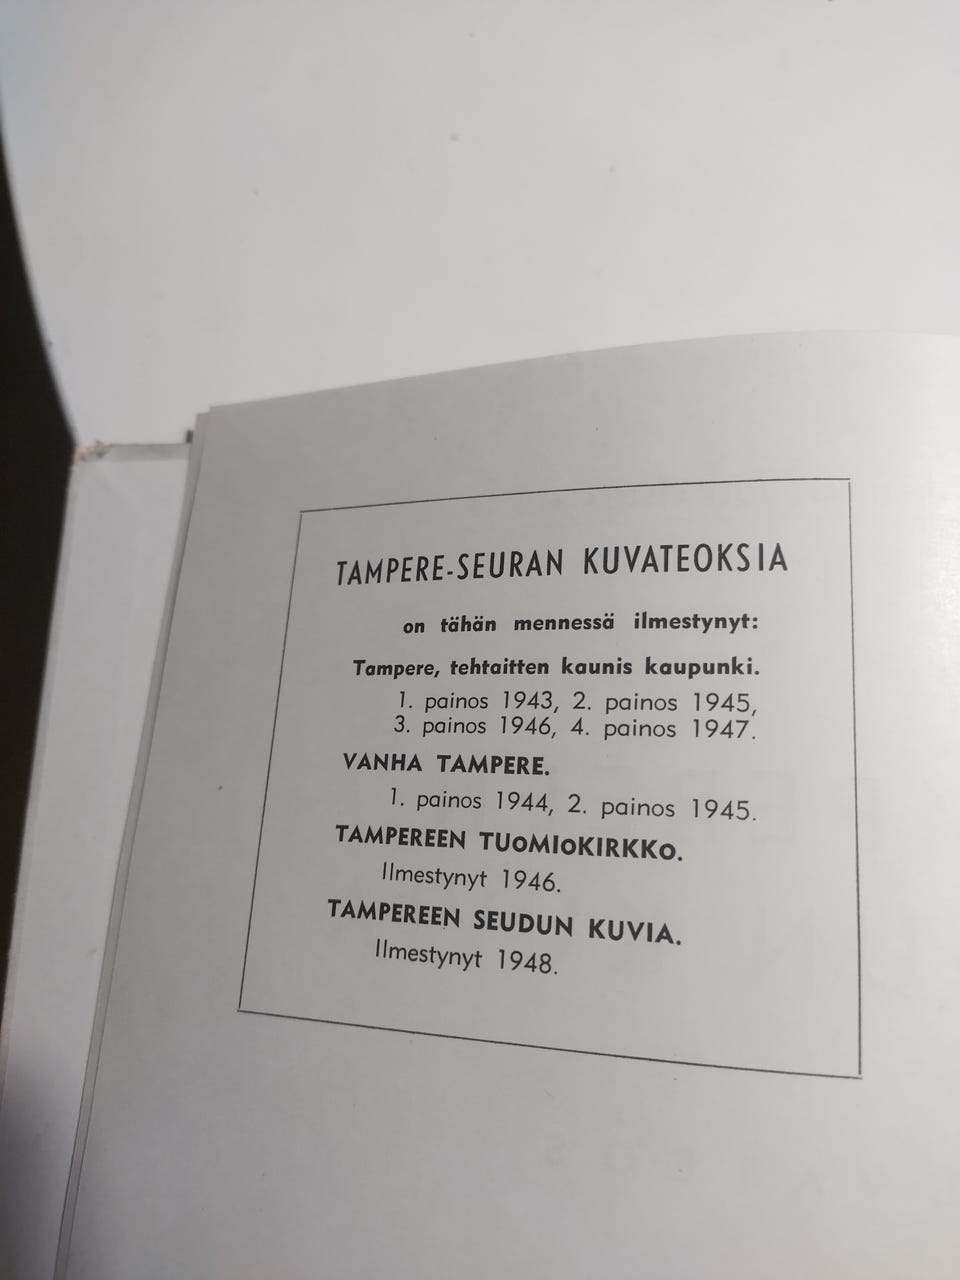 TAMPERE-SEURAN KUVATEOKSIA
on tähän mennessä ilmestynyt:
Tampere, tehtaitten kaunis kaupunki.
1. painos 1943, 2. painos 1945,
3. painos 1946, 4. painos 1947.
VANHA TAMPERE.
1. painos 1944, 2. painos 1945.
TAMPEREEN TUoMIoKIRKKo.
Ilmestynyt 1946.
TAMPEREEN SEUDUN KUVIA.
Ilmestynyt 1948.